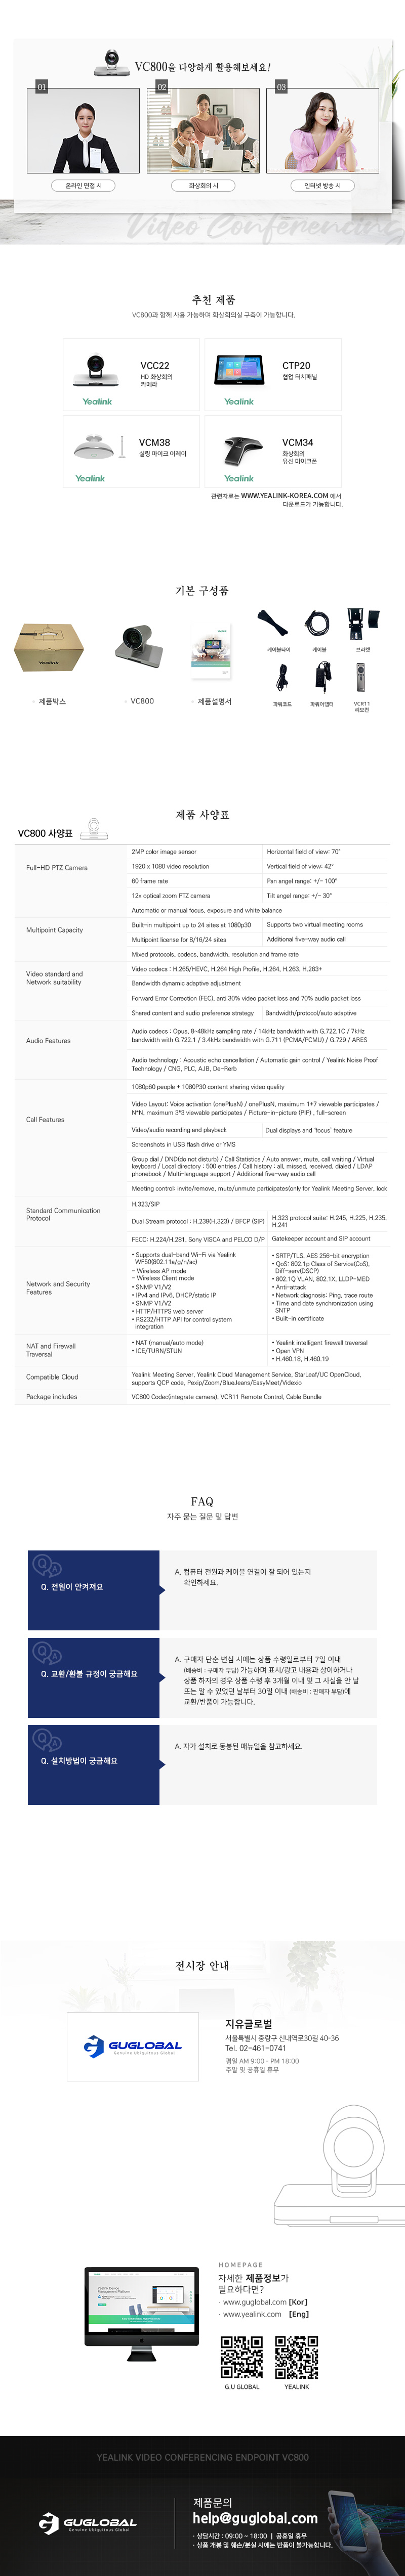 VC800을 다양하게 활용해보세요!
01
02
03
온라인 면접 시
화상회의 시
인터넷 방송 시
Video Conferencing
추천 제품
VC800과 함께 사용 가능하며 화상회의실 구축이 가능합니다.
VCC22
HD 화상회의
카메라
Yealink
CTP20
협업 터치패널
Yealink
VCM38
실링 마이크 어레이
Yealink
VCM34
화상회의
유선 마이크폰
Yealink
관련자료는 WWW.YEALINK-KOREA.COM 에서
다운로드가 가능합니다.
기본 구성품
· 제품박스
· VC800
· 제품설명서
케이블타이
케이블
브라켓
파워코드
파워어댑터
VCR11
리모컨
제품 사양표
VC800 사양표
Full-HD PTZ Camera
2MP color image sensor
Horizontal field of view: 70°
1920 x 1080 video resolution
Vertical field of view: 42°
60 frame rate
Pan angel range: +/- 100°
12x optical zoom PTZ camera
Tilt angel range: +/- 30°
Automatic or manual focus, exposure and white balance
Multipoint Capacity
Built-in multipoint up to 24 sites at 1080p30
Supports two virtual meeting rooms
Multipoint license for 8/16/24 sites
Additional five-way audio call
Mixed protocols, codecs, bandwidth, resolution and frame rate
Video standard and
Network suitability
Video codecs : H.265/HEVC, H.264 High Profile, H.264, H.263, H.263+
Bandwidth dynamic adaptive adjustment
Forward Error Correction (FEC), anti 30% video packet loss and 70% audio packet loss
Shared content and audio preference strategy
Bandwidth/protocol/auto adaptive
Audio Features
Audio codecs : Opus, 8-48kHz sampling rate / 14kHz bandwidth with G.722.1C / 7kHz
bandwidth with G.722.1 / 3.4kHz bandwidth with G.711 (PCMA/PCMU) / G.729 / ARES
Audio technology : Acoustic echo cancellation / Automatic gain control / Yealink Noise Proof
Technology / CNG, PLC, AJB, De-Rerb
Call Features
1080p60 people + 1080P30 content sharing video quality
Video Layout: Voice activation (onePlusN) / onePlusN, maximum 1+7 viewable participates /
N*N, maximum 3*3 viewable participates / Picture-in-picture (PIP) , full-screen
Video/audio recording and playback
Dual displays and 'focus' feature
Screenshots in USB flash drive or YMS
Group dial / DND(do not disturb) / Call Statistics / Auto answer, mute, call waiting / Virtual
keyboard / Local directory : 500 entries / Call history : all, missed, received, dialed / LDAP
phonebook / Multi-language support / Additional five-way audio call
Meeting control: invite/remove, mute/unmute participates(only for Yealink Meeting Server, lock
Standard Communication
Protocol
H.323/SIP
Dual Stream protocol : H.239(H.323) / BFCP (SIP)
H.323 protocol suite: H.245, H.225, H.235,
H.241
FECC: H.224/H.281, Sony VISCA and PELCO D/P
Gatekeeper account and SIP account
Network and Security
Features
• Supports dual-band Wi-Fi via Yealink
WF50(802.11a/g/n/ac)
- Wireless AP mode
- Wireless Client mode
• SNMP V1/V2
• IPv4 and IPv6, DHCP/static IP
• SNMP V1/V2
• HTTP/HTTPS web server
• RS232/HTTP API for control system
integration
• SRTP/TLS, AES 256-bit encryption
• QoS: 802.1p Class of Service(CoS),
Diff-serv(DSCP)
• 802.1Q VLAN, 802.1X, LLDP-MED
• Anti-attack
• Network diagnosis: Ping, trace route
• Time and date synchronization using
SNTP
• Built-in certificate
NAT and Firewall
Traversal
• NAT (manual/auto mode)
• ICE/TURN/STUN
• Yealink intelligent firewall traversal
• Open VPN
• H.460.18, H.460.19
Compatible Cloud
Yealink Meeting Server, Yealink Cloud Management Service, StarLeaf/UC OpenCloud,
supports QCP code, Pexip/Zoom/BlueJeans/EasyMeet/Videxio
Package includes
VC800 Codec(integrate camera), VCR11 Remote Control, Cable Bundle
FAQ
자주 묻는 질문 및 답변
Q. 전원이 안켜져요
A. 컴퓨터 전원과 케이블 연결이 잘 되어 있는지
확인하세요.
Q. 교환/환불 규정이 궁금해요
A. 구매자 단순 변심 시에는 상품 수령일로부터 7일 이내
(배송비 : 구매자 부담) 가능하며 표시/광고 내용과 상이하거나
상품 하자의 경우 상품 수령 후 3개월 이내 및 그 사실을 안 날
또는 알 수 있었던 날부터 30일 이내 (배송비 : 판매자 부담)에
교환/반품이 가능합니다.
Q. 설치방법이 궁금해요
A. 자가 설치로 동봉된 매뉴얼을 참고하세요.
전시장 안내
GUGLOBAL
Genuine Ubiquitous Global
지유글로벌
서울특별시 중랑구 신내역로30길 40-36
Tel. 02-461-0741
평일 AM 9:00 - PM 18:00
주말 및 공휴일 휴무
HOMEPAGE
자세한 제품정보가
필요하다면?
· www.guglobal.com [Kor]
· www.yealink.com [Eng]
G.U GLOBAL
YEALINK
YEALINK VIDEO CONFERENCING ENDPOINT VC800
GUGLOBAL
Genuine Ubiquitous Global
제품문의
help@guglobal.com
· 상담시간 : 09:00 ~ 18:00 | 공휴일 휴무
· 상품 개봉 및 훼손/분실 시에는 반품이 불가능합니다.